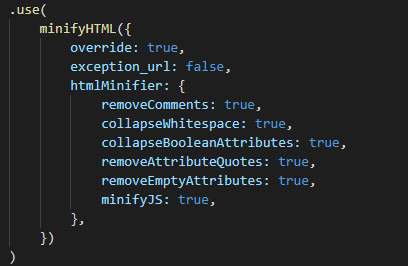 .use(
    minifyHTML({
        override: true,
        exception_url: false,
        htmlMinifier: {
            removeComments: true,
            collapseWhitespace: true,
            collapseBooleanAttributes: true,
            removeAttributeQuotes: true,
            removeEmptyAttributes: true,
            minifyJS: true,
        },
    })
)